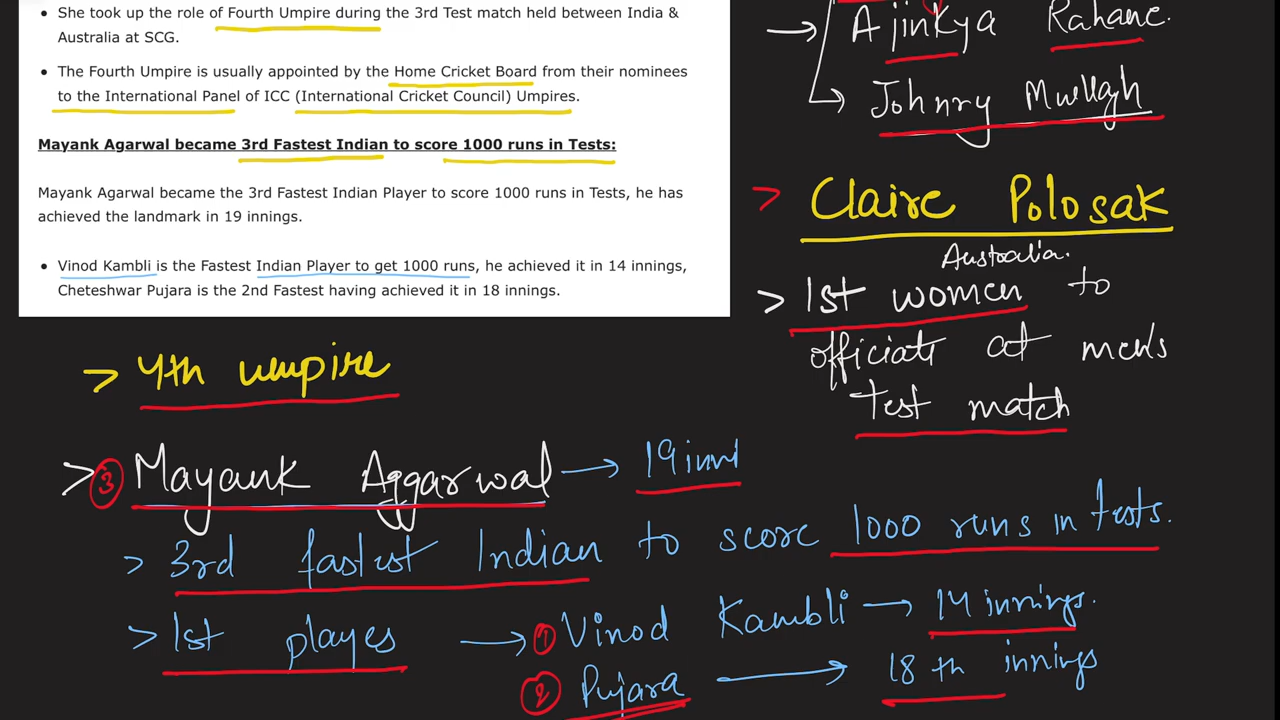 • She took up the role of Fourth Umpire during the 3rd Test match held between India &
Australia at SCG.
• The Fourth Umpire is usually appointed by the Home Cricket Board from their nominees
to the International Panel of ICC (International Cricket Council) Umpires.
Mayank Agarwal became 3rd Fastest Indian to score 1000 runs in Tests:
Mayank Agarwal became the 3rd Fastest Indian Player to score 1000 runs in Tests, he has
achieved the landmark in 19 innings.
• Vinod Kambli is the Fastest Indian Player to get 1000 runs, he achieved it in 14 innings,
Cheteshwar Pujara is the 2nd Fastest having achieved it in 18 innings.
→ Ajinkya Rahane.
→ Johnny Mullagh
> Claire Polosak
Australia.
> 1st women to
officiate at men's
test match
> 4th umpire
> ③ Mayank Aggarwal → 19 inni
> 3rd fastest Indian to score 1000 runs in tests.
> 1st playes → ① Vinod Kambli → 14 innings.
② Pujara → 18 th innings